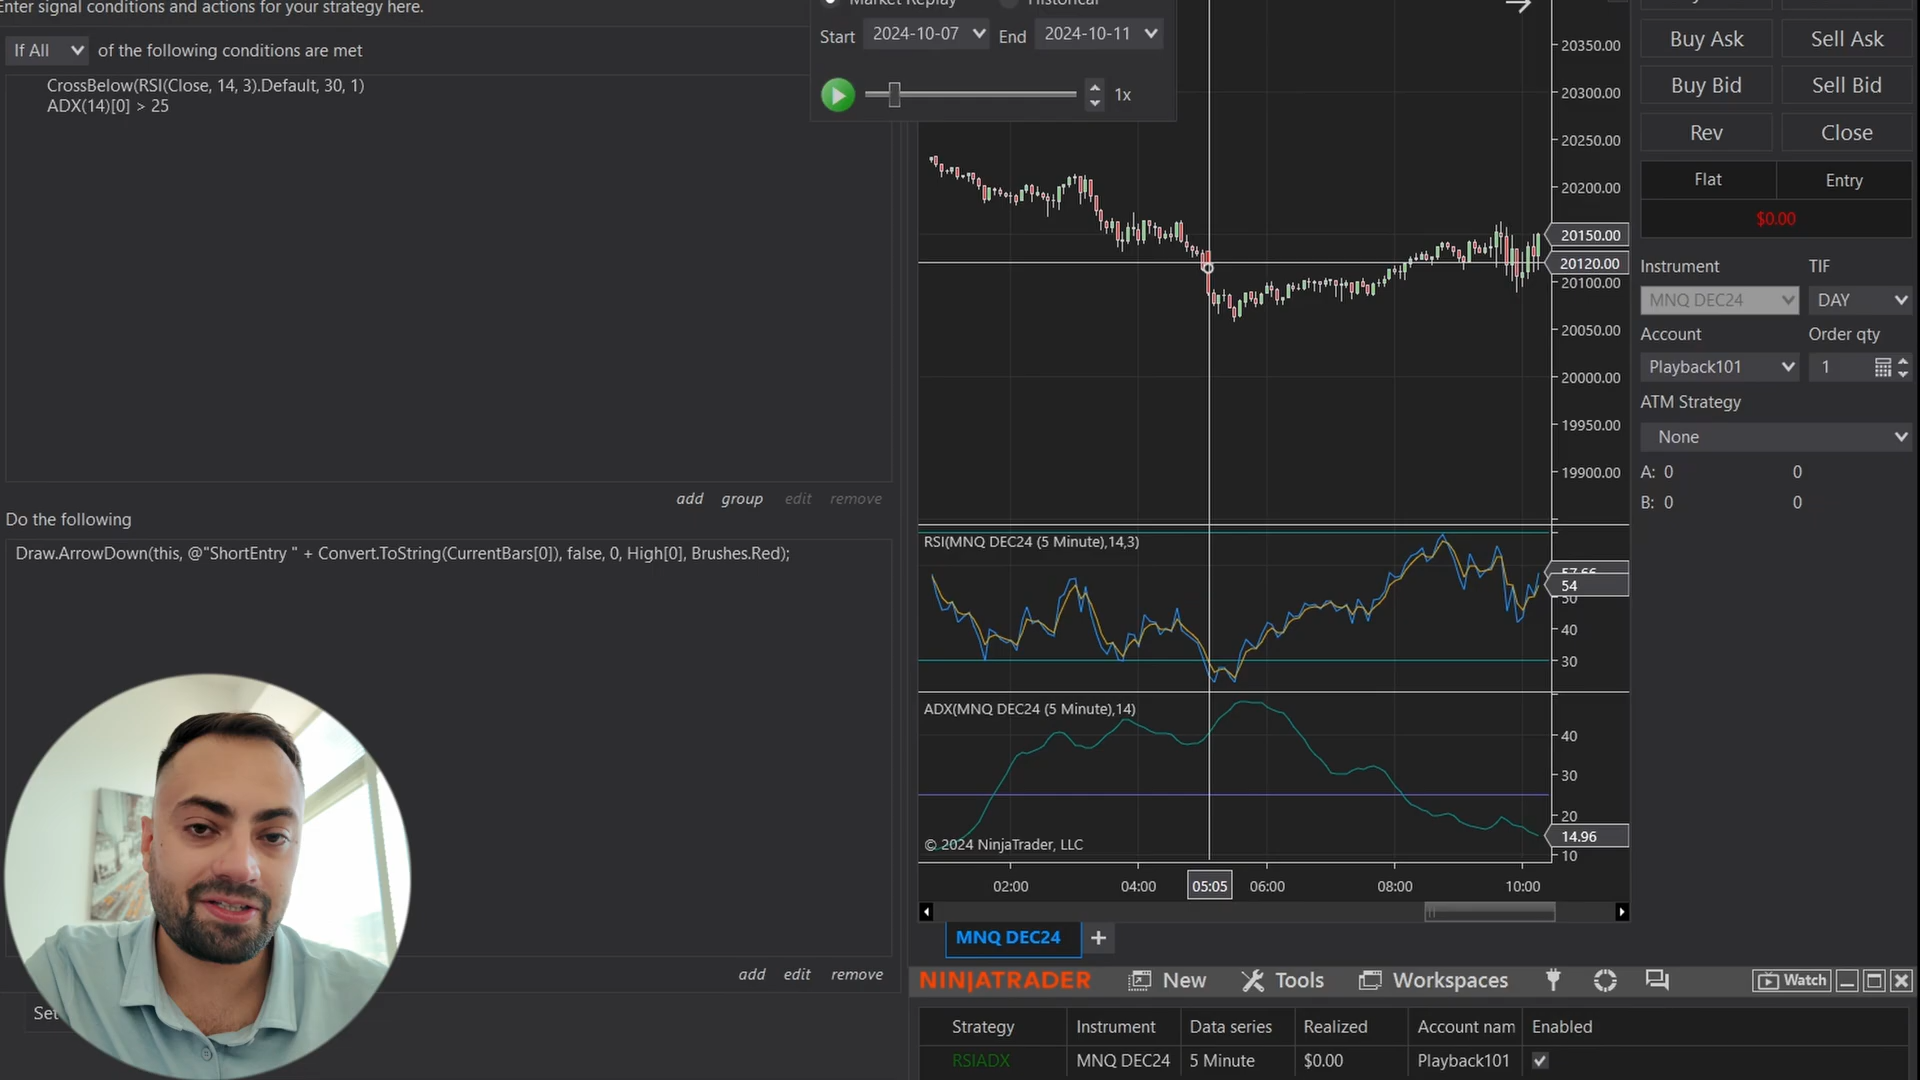 Enter signal conditions and actions for your strategy here.
If All of the following conditions are met
CrossBelow(RSI(Close, 14, 3).Default, 30, 1)
ADX(14)[0] > 25
add group edit remove
Do the following
Draw.ArrowDown(this, @"ShortEntry " + Convert.ToString(CurrentBars[0]), false, 0, High[0], Brushes.Red);
add edit remove
Set
Market Replay Historical
Start 2024-10-07 End 2024-10-11
1x
20350.00
20300.00
20250.00
20200.00
20150.00
20120.00
20100.00
20050.00
20000.00
19950.00
19900.00
RSI(MNQ DEC24 (5 Minute),14,3)
57.66
54
50
40
30
ADX(MNQ DEC24 (5 Minute),14)
40
30
20
14.96
10
© 2024 NinjaTrader, LLC
02:00 04:00 05:05 06:00 08:00 10:00
MNQ DEC24 +
Buy Ask Sell Ask
Buy Bid Sell Bid
Rev Close
Flat Entry
$0.00
Instrument TIF
MNQ DEC24 DAY
Account Order qty
Playback101 1
ATM Strategy
None
A: 0 0
B: 0 0
NINJATRADER New Tools Workspaces Watch
Strategy Instrument Data series Realized Account nam Enabled
RSIADX MNQ DEC24 5 Minute $0.00 Playback101